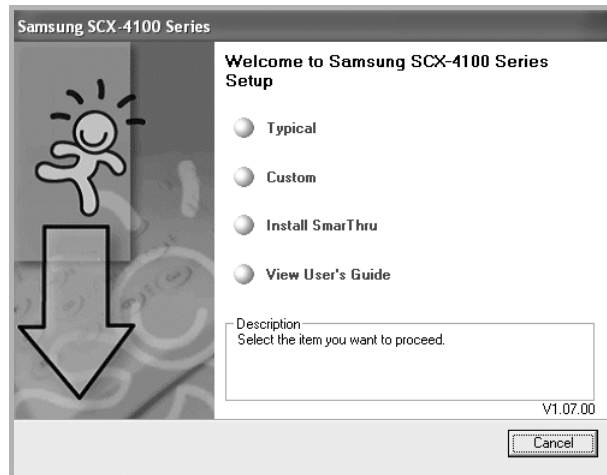 Samsung SCX-4100 Series
Welcome to Samsung SCX-4100 Series
Setup
Typical
Custom
Install SmarThru
View User's Guide
Description
Select the item you want to proceed.
V1.07.00
Cancel